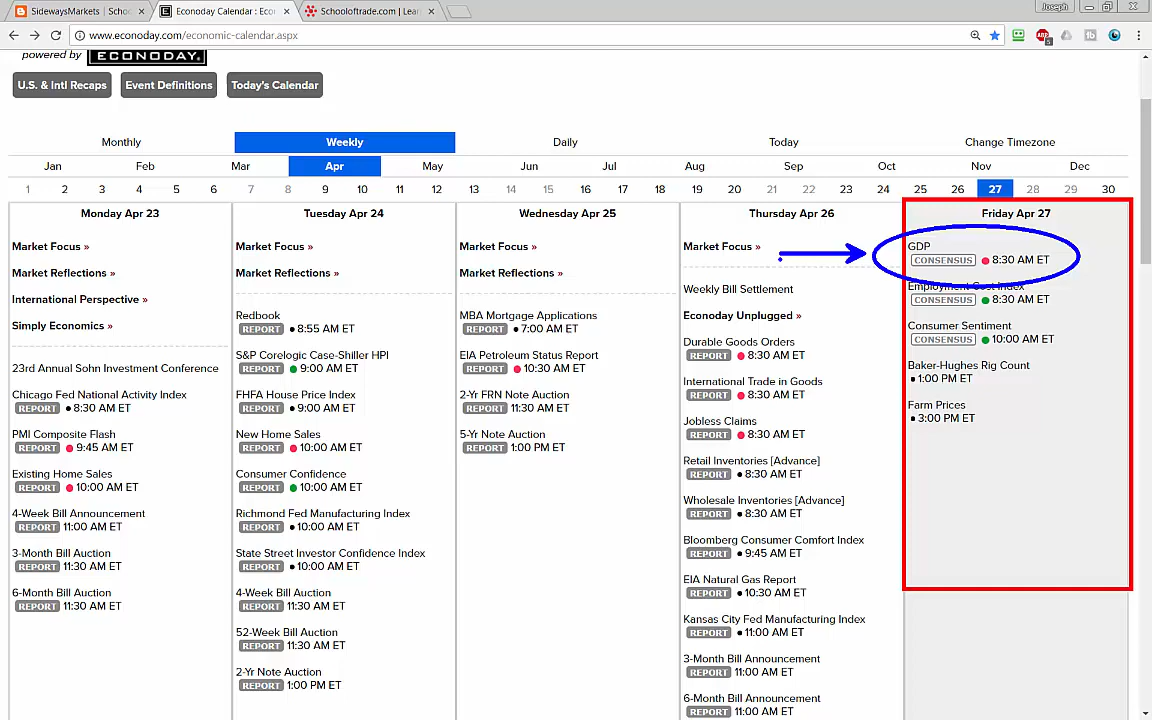 SidewaysMarkets | Schoo
Econoday Calendar : Eco
Schooloftrade.com | Lear
Joseph
www.econoday.com/economic-calendar.aspx
powered by ECONODAY.
U.S. & Intl Recaps
Event Definitions
Today's Calendar
Monthly Weekly Daily Today Change Timezone
Jan Feb Mar Apr May Jun Jul Aug Sep Oct Nov Dec
1 2 3 4 5 6 7 8 9 10 11 12 13 14 15 16 17 18 19 20 21 22 23 24 25 26 27 28 29 30
Monday Apr 23
Market Focus »
Market Reflections »
International Perspective »
Simply Economics »
23rd Annual Sohn Investment Conference
Chicago Fed National Activity Index
REPORT 8:30 AM ET
PMI Composite Flash
REPORT 9:45 AM ET
Existing Home Sales
REPORT 10:00 AM ET
4-Week Bill Announcement
REPORT 11:00 AM ET
3-Month Bill Auction
REPORT 11:30 AM ET
6-Month Bill Auction
REPORT 11:30 AM ET
Tuesday Apr 24
Market Focus »
Market Reflections »
Redbook
REPORT 8:55 AM ET
S&P Corelogic Case-Shiller HPI
REPORT 9:00 AM ET
FHFA House Price Index
REPORT 9:00 AM ET
New Home Sales
REPORT 10:00 AM ET
Consumer Confidence
REPORT 10:00 AM ET
Richmond Fed Manufacturing Index
REPORT 10:00 AM ET
State Street Investor Confidence Index
REPORT 10:00 AM ET
4-Week Bill Auction
REPORT 11:30 AM ET
52-Week Bill Auction
REPORT 11:30 AM ET
2-Yr Note Auction
REPORT 1:00 PM ET
Wednesday Apr 25
Market Focus »
Market Reflections »
MBA Mortgage Applications
REPORT 7:00 AM ET
EIA Petroleum Status Report
REPORT 10:30 AM ET
2-Yr FRN Note Auction
REPORT 11:30 AM ET
5-Yr Note Auction
REPORT 1:00 PM ET
Thursday Apr 26
Market Focus »
Weekly Bill Settlement
Econoday Unplugged »
Durable Goods Orders
REPORT 8:30 AM ET
International Trade in Goods
REPORT 8:30 AM ET
Jobless Claims
REPORT 8:30 AM ET
Retail Inventories [Advance]
REPORT 8:30 AM ET
Wholesale Inventories [Advance]
REPORT 8:30 AM ET
Bloomberg Consumer Comfort Index
REPORT 9:45 AM ET
EIA Natural Gas Report
REPORT 10:30 AM ET
Kansas City Fed Manufacturing Index
REPORT 11:00 AM ET
3-Month Bill Announcement
REPORT 11:00 AM ET
6-Month Bill Announcement
REPORT 11:00 AM ET
Friday Apr 27
GDP
CONSENSUS 8:30 AM ET
Employment Cost Index
CONSENSUS 8:30 AM ET
Consumer Sentiment
CONSENSUS 10:00 AM ET
Baker-Hughes Rig Count
1:00 PM ET
Farm Prices
3:00 PM ET